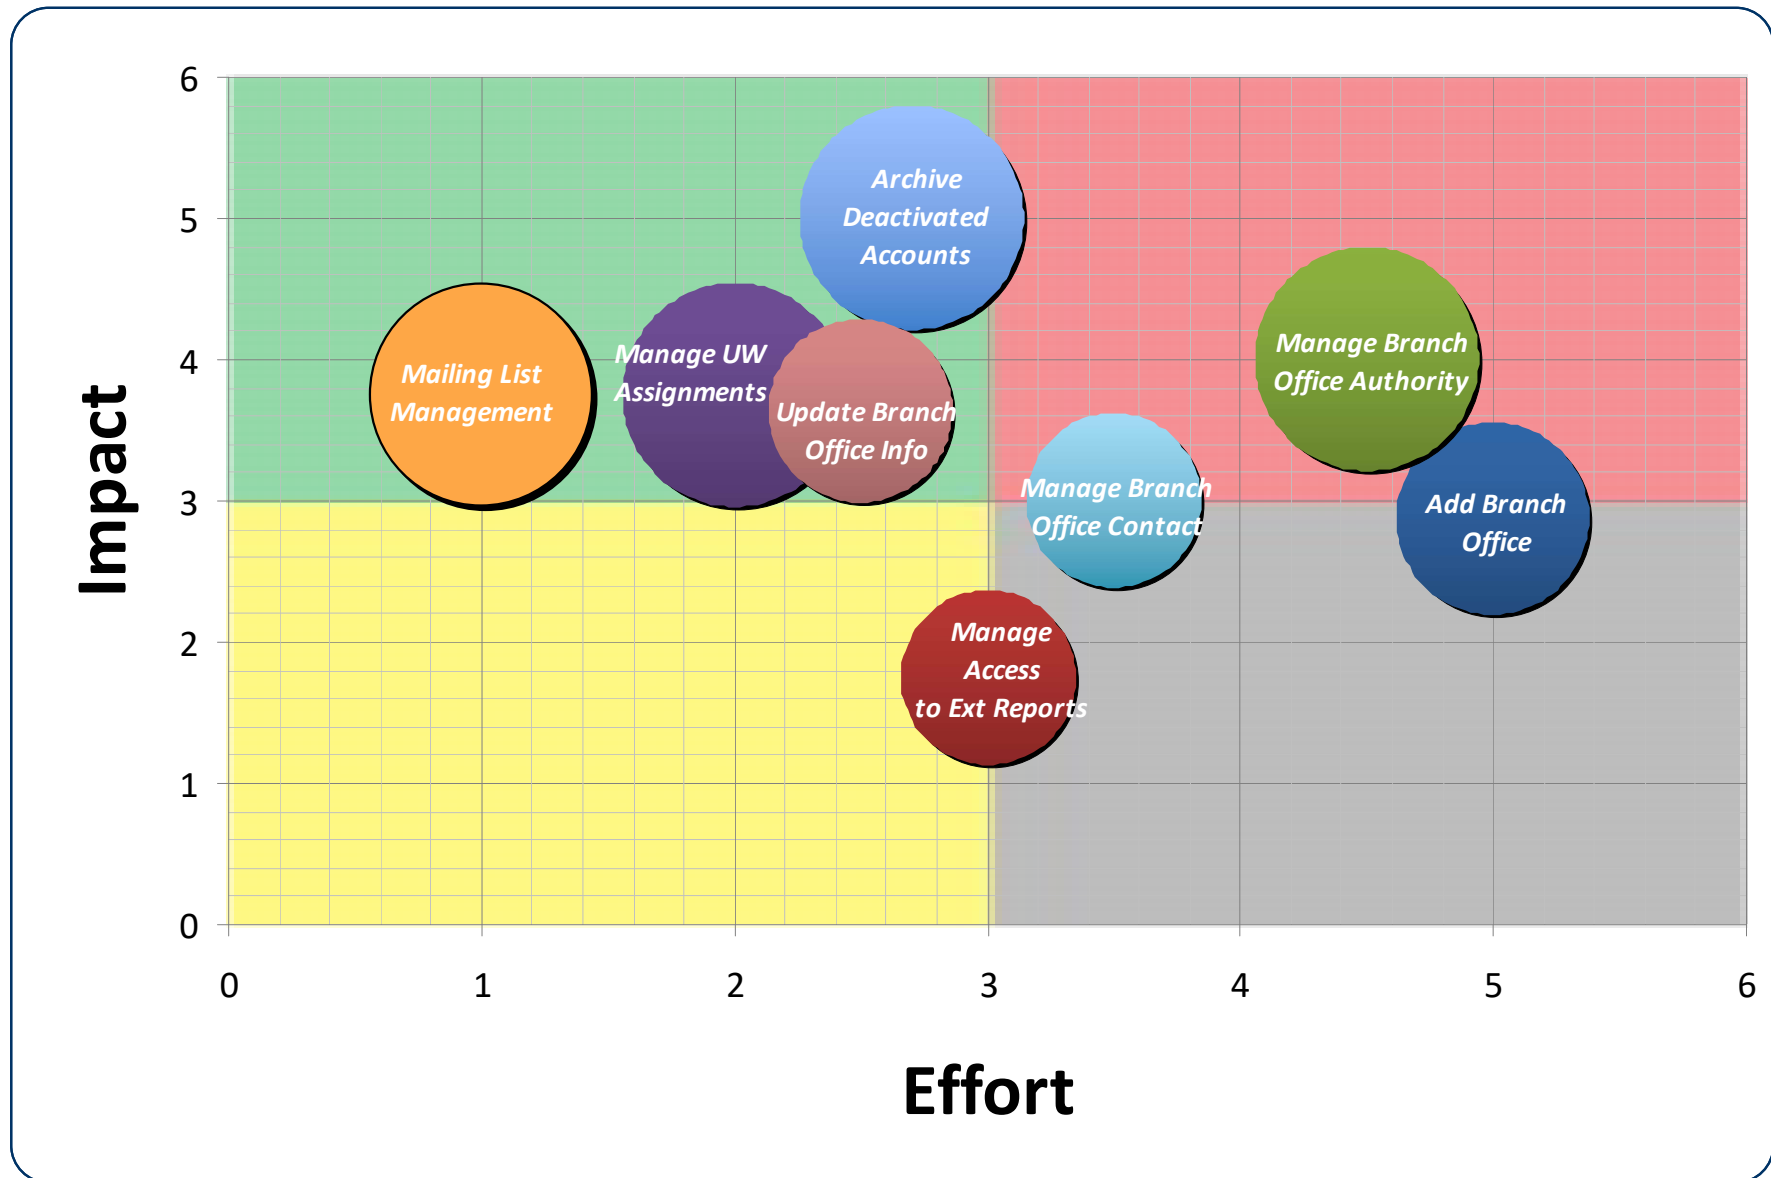 Impact
6
5
4
3
2
1
0
Archive
Deactivated
Accounts
Mailing List
Management
Manage UW
Assignments
Update Branch
Office Info
Manage Branch
Office Authority
Manage Branch
Office Contact
Add Branch
Office
Manage
Access
to Ext Reports
0 1 2 3 4 5 6
Effort